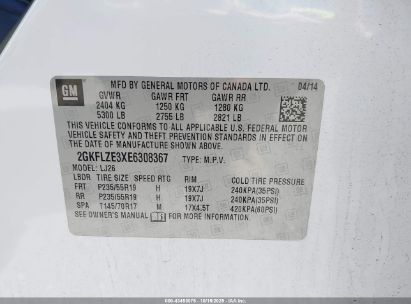 GM
MFD BY GENERAL MOTORS OF CANADA LTD. 04/14
GVWR GAWR FRT GAWR RR
2404 KG 1250 KG 1280 KG
5300 LB 2755 LB 2821 LB
THIS VEHICLE CONFORMS TO ALL APPLICABLE U.S. FEDERAL MOTOR
VEHICLE SAFETY AND THEFT PREVENTION STANDARDS IN EFFECT ON
THE DATE OF MANUFACTURE SHOWN ABOVE.
2GKFLZE3XE6308367 TYPE: M.P.V.
MODEL: LJ26
LBDR TIRE SIZE SPEED RTG RIM COLD TIRE PRESSURE
FRT P235/55R19 H 19X7J 240KPA(35PSI)
RR P235/55R19 H 19X7J 240KPA(35PSI)
SPA T145/70R17 M 17X4.5T 420KPA(60PSI)
SEE OWNER'S MANUAL FOR MORE INFORMATION.